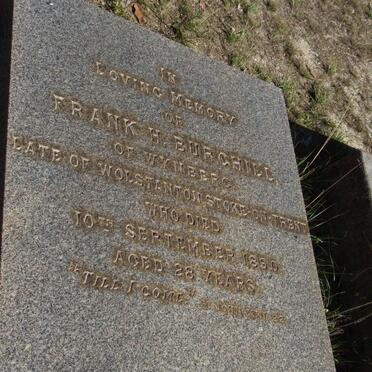 IN
LOVING MEMORY
OF
FRANK H. BURCHILL,
OF WYNBERG.
LATE OF WOLSTANTON STOKE-ON-TRENT
WHO DIED
10TH SEPTEMBER 1890.
AGED 28 YEARS.
"TILL I COME."